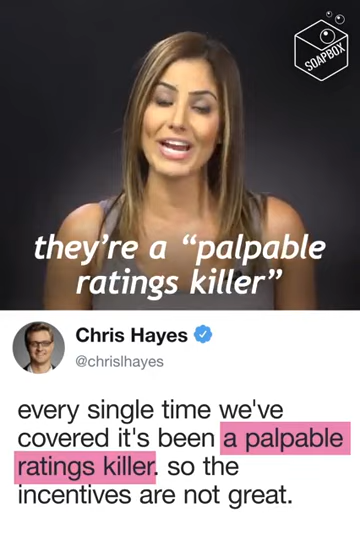 SOAPBOX
they're a "palpable
ratings killer"
Chris Hayes
@chrislhayes
every single time we've
covered it's been a palpable
ratings killer. so the
incentives are not great.